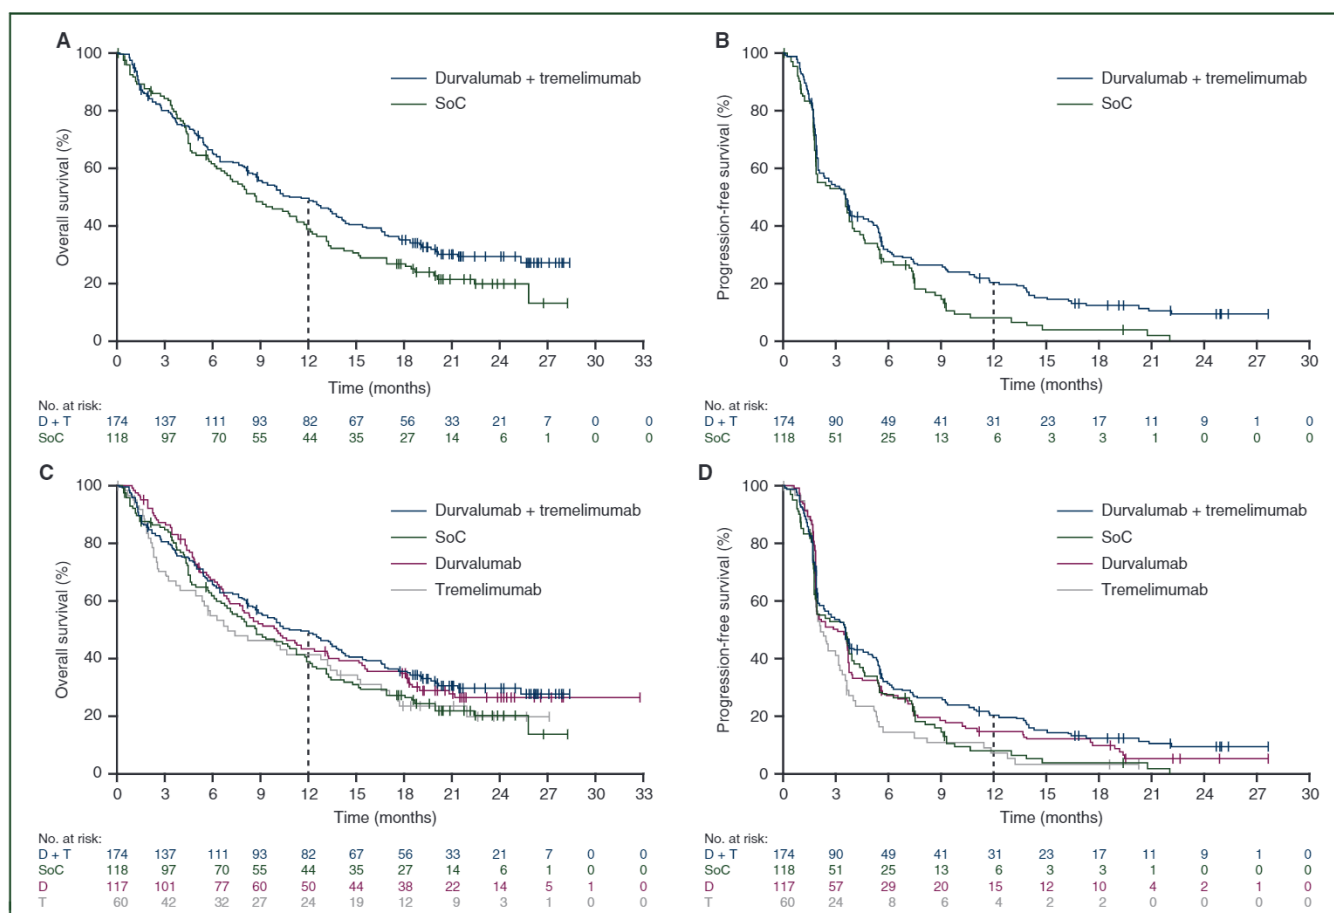 A
100
80
60
40
20
0
Overall survival (%)
Durvalumab + tremelimumab
SoC
0 3 6 9 12 15 18 21 24 27 30 33
Time (months)
No. at risk:
D + T 174 137 111 93 82 67 56 33 21 7 0 0
SoC 118 97 70 55 44 35 27 14 6 1 0 0
B
100
80
60
40
20
0
Progression-free survival (%)
Durvalumab + tremelimumab
SoC
0 3 6 9 12 15 18 21 24 27 30
Time (months)
No. at risk:
D + T 174 90 49 41 31 23 17 11 9 1 0
SoC 118 51 25 13 6 3 3 1 0 0 0
C
100
80
60
40
20
0
Overall survival (%)
Durvalumab + tremelimumab
SoC
Durvalumab
Tremelimumab
0 3 6 9 12 15 18 21 24 27 30 33
Time (months)
No. at risk:
D + T 174 137 111 93 82 67 56 33 21 7 0 0
SoC 118 97 70 55 44 35 27 14 6 1 0 0
D 117 101 77 60 50 44 38 22 14 5 1 0
T 60 42 32 27 24 19 12 9 3 1 0 0
D
100
80
60
40
20
0
Progression-free survival (%)
Durvalumab + tremelimumab
SoC
Durvalumab
Tremelimumab
0 3 6 9 12 15 18 21 24 27 30
Time (months)
No. at risk:
D + T 174 90 49 41 31 23 17 11 9 1 0
SoC 118 51 25 13 6 3 3 1 0 0 0
D 117 57 29 20 15 12 10 4 2 1 0
T 60 24 8 6 4 2 2 0 0 0 0